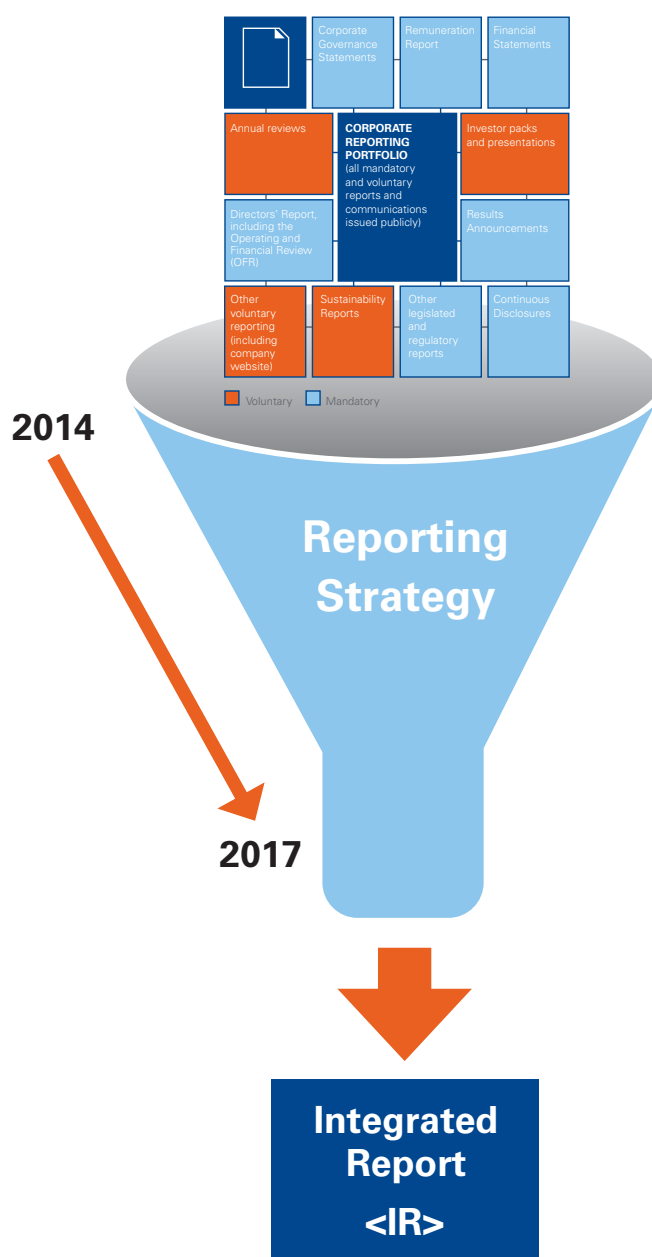 Corporate
Governance
Statements
Remuneration
Report
Financial
Statements
Annual reviews
CORPORATE
REPORTING
PORTFOLIO
(all mandatory
and voluntary
reports and
communications
issued publicly)
Investor packs
and presentations
Directors' Report,
including the
Operating and
Financial Review
(OFR)
Results
Announcements
Other
voluntary
reporting
(including
company
website)
Sustainability
Reports
Other
legislated
and
regulatory
reports
Continuous
Disclosures
Voluntary
Mandatory
2014
Reporting
Strategy
2017
Integrated
Report
<IR>